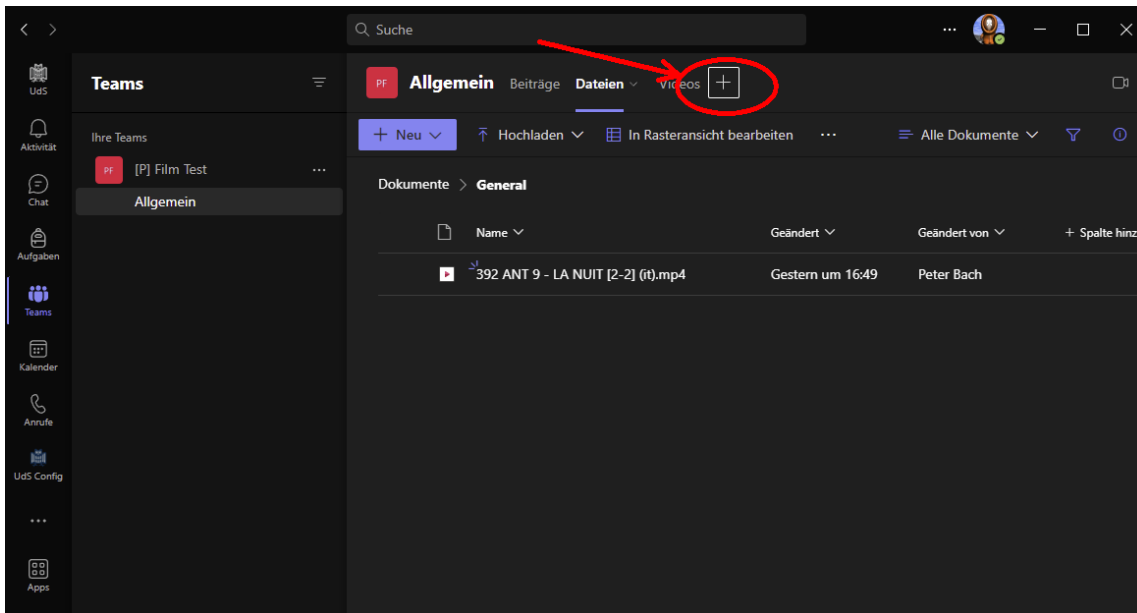 Suche
UdS
Aktivität
Chat
Aufgaben
Teams
Kalender
Anrufe
UdS Config
Apps
Teams
Ihre Teams
PF [P] Film Test
Allgemein
PF Allgemein Beiträge Dateien Videos
Neu Hochladen In Rasteransicht bearbeiten Alle Dokumente
Dokumente > General
Name Geändert Geändert von + Spalte hinz
392 ANT 9 - LA NUIT [2-2] (it).mp4 Gestern um 16:49 Peter Bach